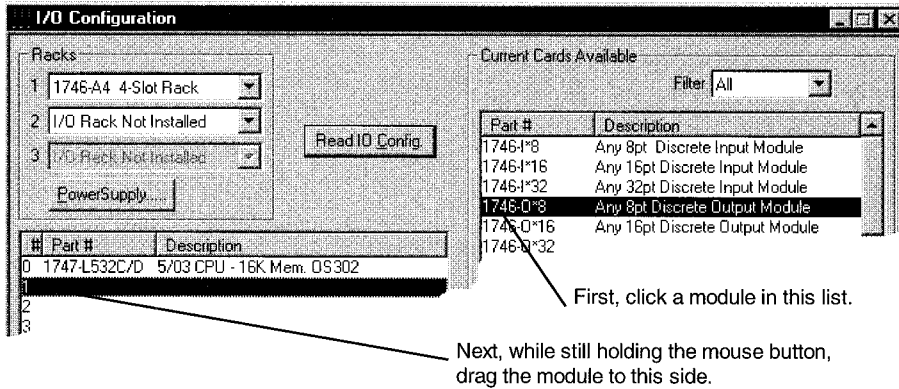 I/O Configuration
Racks
1 1746-A4 4-Slot Rack
2 I/O Rack Not Installed
3 I/O Rack Not Installed
PowerSupply.....
Read IO Config.
Current Cards Available
Filter All
Part # Description
1746-I*8 Any 8pt Discrete Input Module
1746-I*16 Any 16pt Discrete Input Module
1746-I*32 Any 32pt Discrete Input Module
1746-O*8 Any 8pt Discrete Output Module
1746-O*16 Any 16pt Discrete Output Module
1746-O*32
# Part # Description
0 1747-L532C/D 5/03 CPU - 16K Mem. OS302
1
2
3
First, click a module in this list.
Next, while still holding the mouse button,
drag the module to this side.